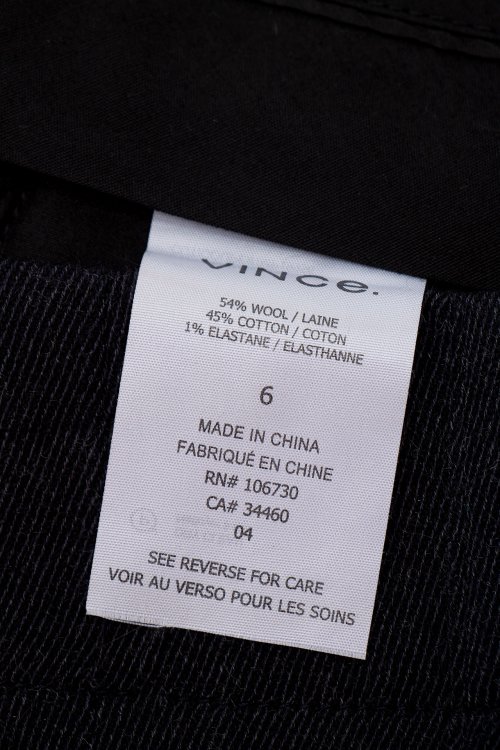 VINCE.
54% WOOL / LAINE
45% COTTON / COTON
1% ELASTANE / ELASTHANNE
6
MADE IN CHINA
FABRIQUÉ EN CHINE
RN# 106730
CA# 34460
04
SEE REVERSE FOR CARE
VOIR AU VERSO POUR LES SOINS